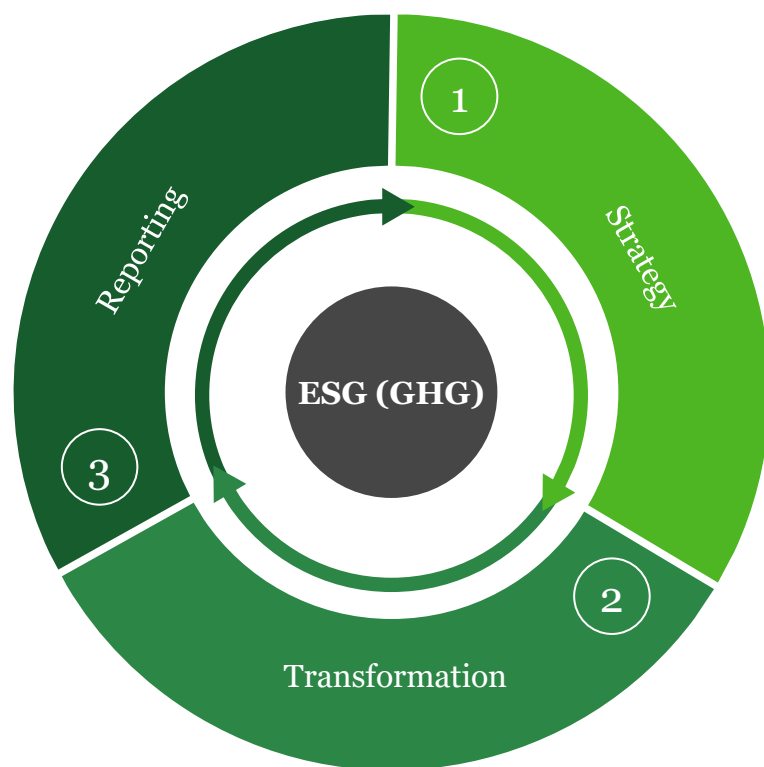 1
Strategy
2
Transformation
3
Reporting
ESG (GHG)